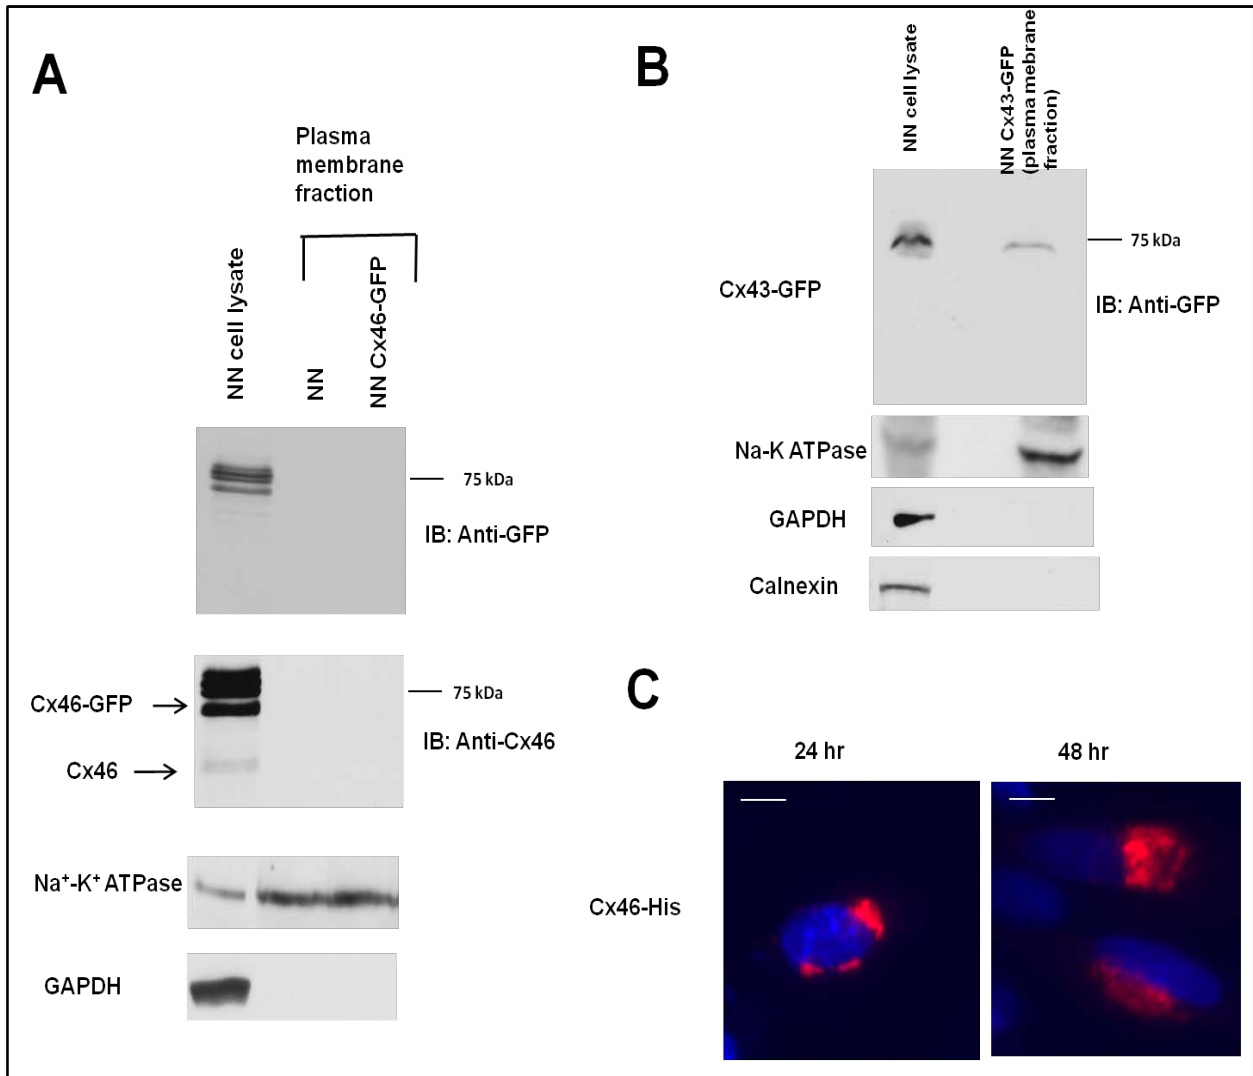 A
Plasma
membrane
fraction
NN cell lysate
NN
NN Cx46-GFP
75 kDa
IB: Anti-GFP
Cx46-GFP
75 kDa
IB: Anti-Cx46
Cx46
Na⁺-K⁺ ATPase
GAPDH
B
NN cell lysate
NN Cx43-GFP
(plasma mebrane
fraction)
75 kDa
Cx43-GFP
IB: Anti-GFP
Na-K ATPase
GAPDH
Calnexin
C
24 hr
48 hr
Cx46-His